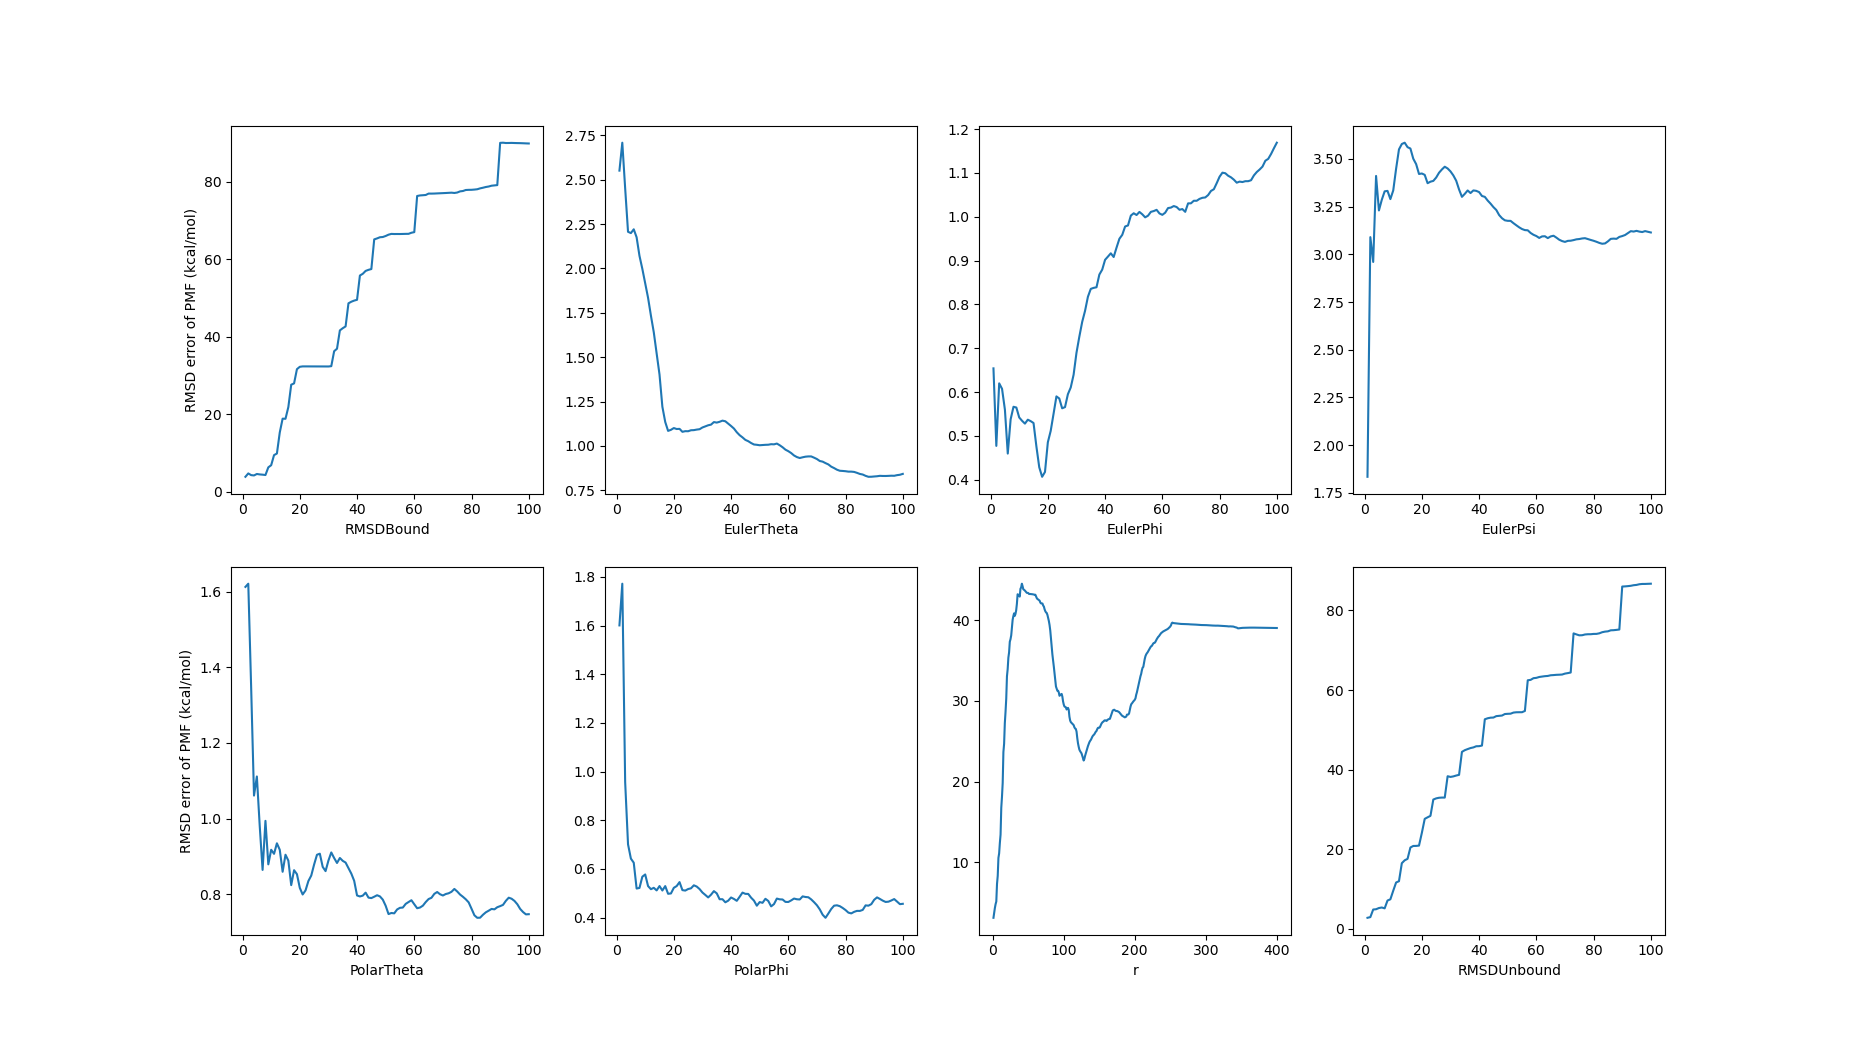 RMSD error of PMF (kcal/mol)
80
60
40
20
0
0 20 40 60 80 100
RMSDBound
2.75
2.50
2.25
2.00
1.75
1.50
1.25
1.00
0.75
0 20 40 60 80 100
EulerTheta
1.2
1.1
1.0
0.9
0.8
0.7
0.6
0.5
0.4
0 20 40 60 80 100
EulerPhi
3.50
3.25
3.00
2.75
2.50
2.25
2.00
1.75
0 20 40 60 80 100
EulerPsi
RMSD error of PMF (kcal/mol)
1.6
1.4
1.2
1.0
0.8
0 20 40 60 80 100
PolarTheta
1.8
1.6
1.4
1.2
1.0
0.8
0.6
0.4
0 20 40 60 80 100
PolarPhi
40
30
20
10
0 100 200 300 400
r
80
60
40
20
0
0 20 40 60 80 100
RMSDUnbound